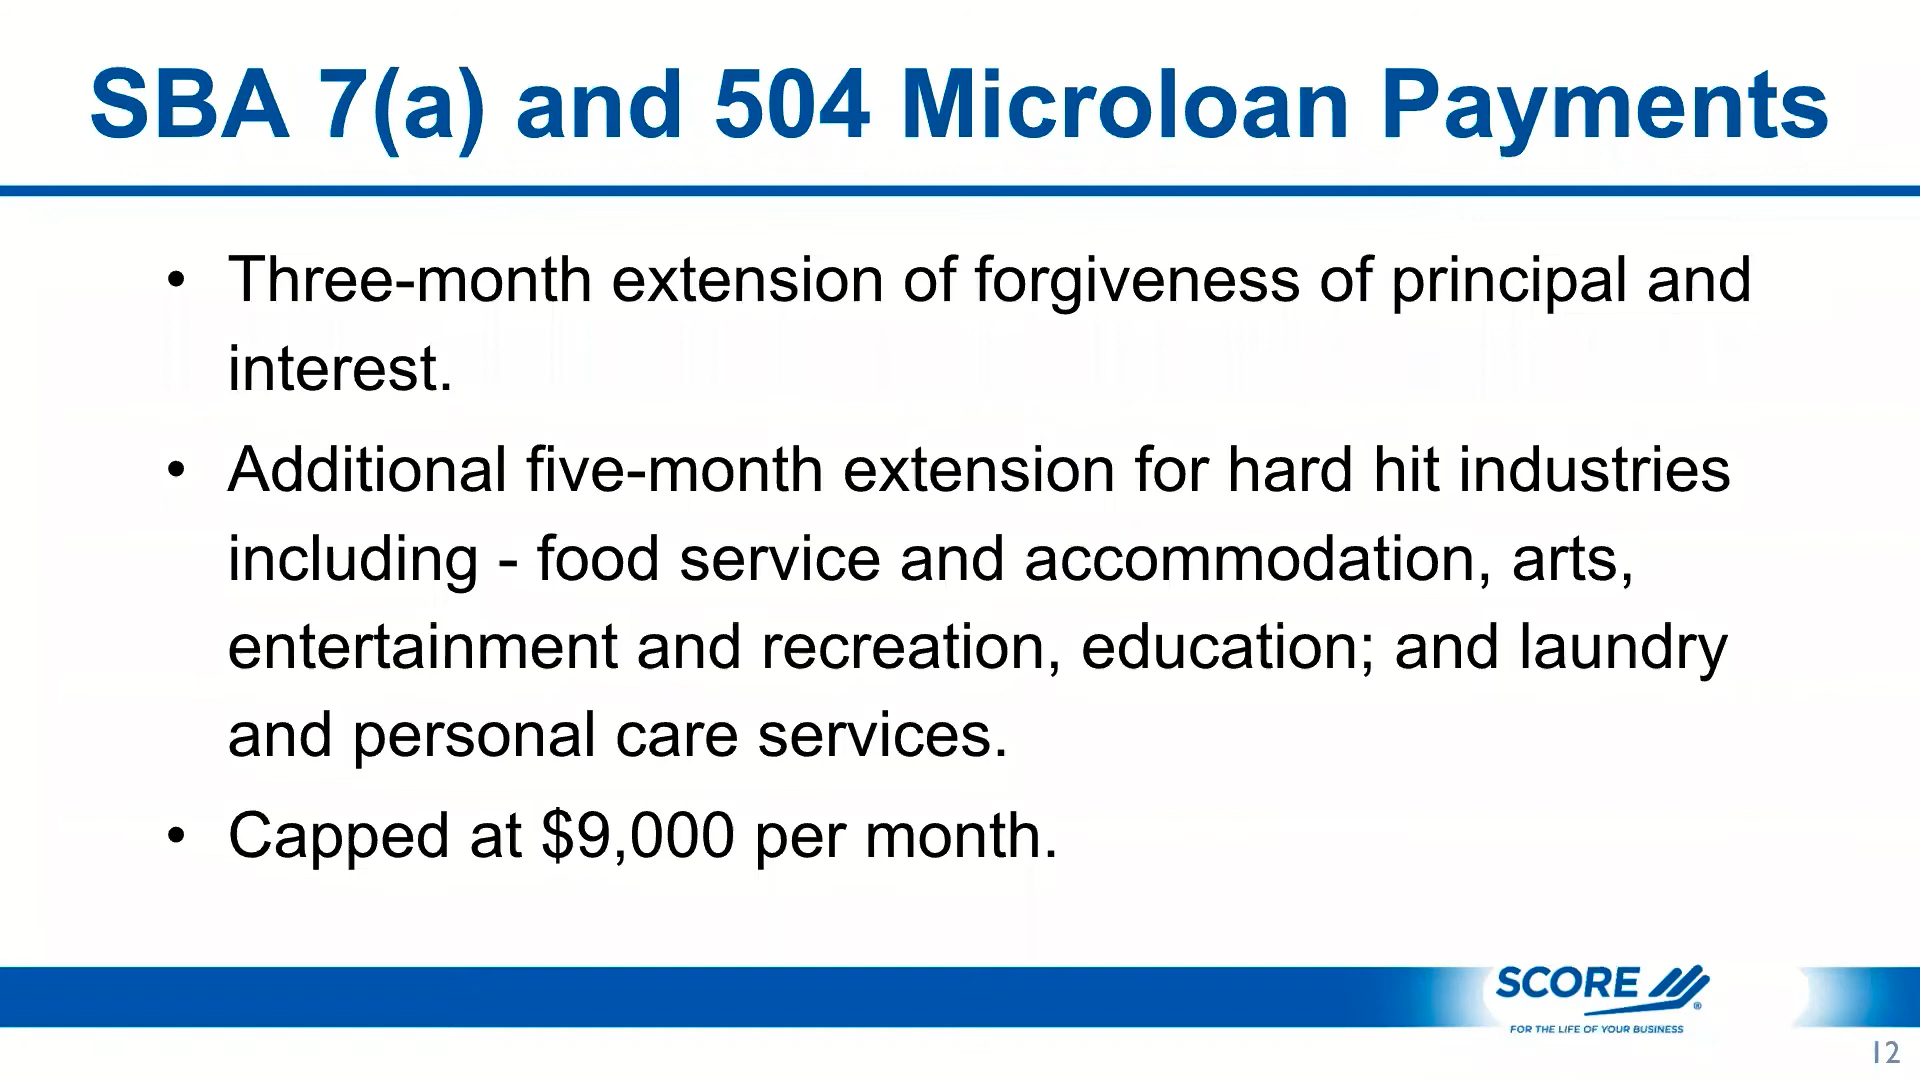 SBA 7(a) and 504 Microloan Payments
• Three-month extension of forgiveness of principal and
interest.
• Additional five-month extension for hard hit industries
including - food service and accommodation, arts,
entertainment and recreation, education; and laundry
and personal care services.
• Capped at $9,000 per month.
SCORE ®
FOR THE LIFE OF YOUR BUSINESS
12